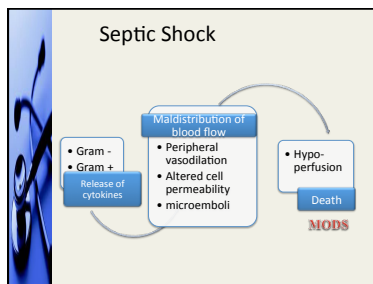 Septic Shock
• Gram -
• Gram +
Release of
cytokines
Maldistribution of
blood flow
• Peripheral
vasodilation
• Altered cell
permeability
• microemboli
• Hypo-
perfusion
Death
MODS